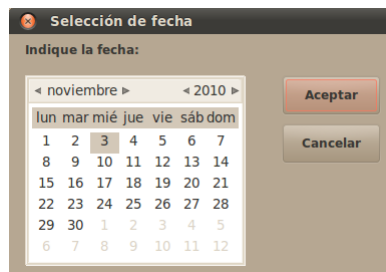 Selección de fecha
Indique la fecha:
noviembre 2010
lun mar mié jue vie sáb dom
1 2 3 4 5 6 7
8 9 10 11 12 13 14
15 16 17 18 19 20 21
22 23 24 25 26 27 28
29 30 1 2 3 4 5
6 7 8 9 10 11 12
Aceptar
Cancelar